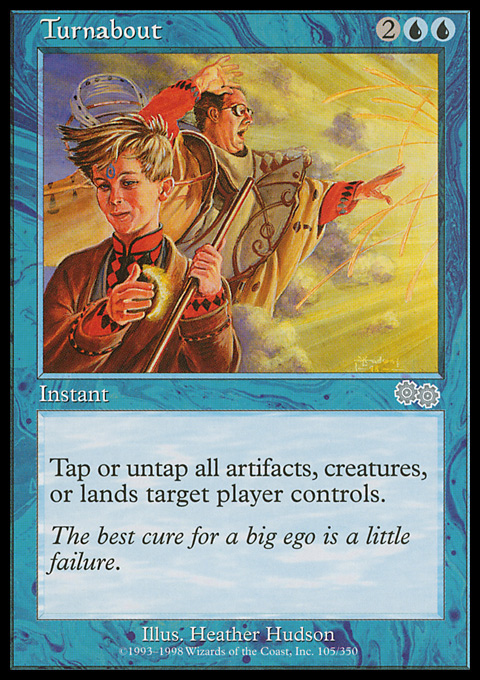 Turnabout 2
Instant
Tap or untap all artifacts, creatures,
or lands target player controls.
The best cure for a big ego is a little
failure.
Illus. Heather Hudson
©1993–1998 Wizards of the Coast, Inc. 105/350